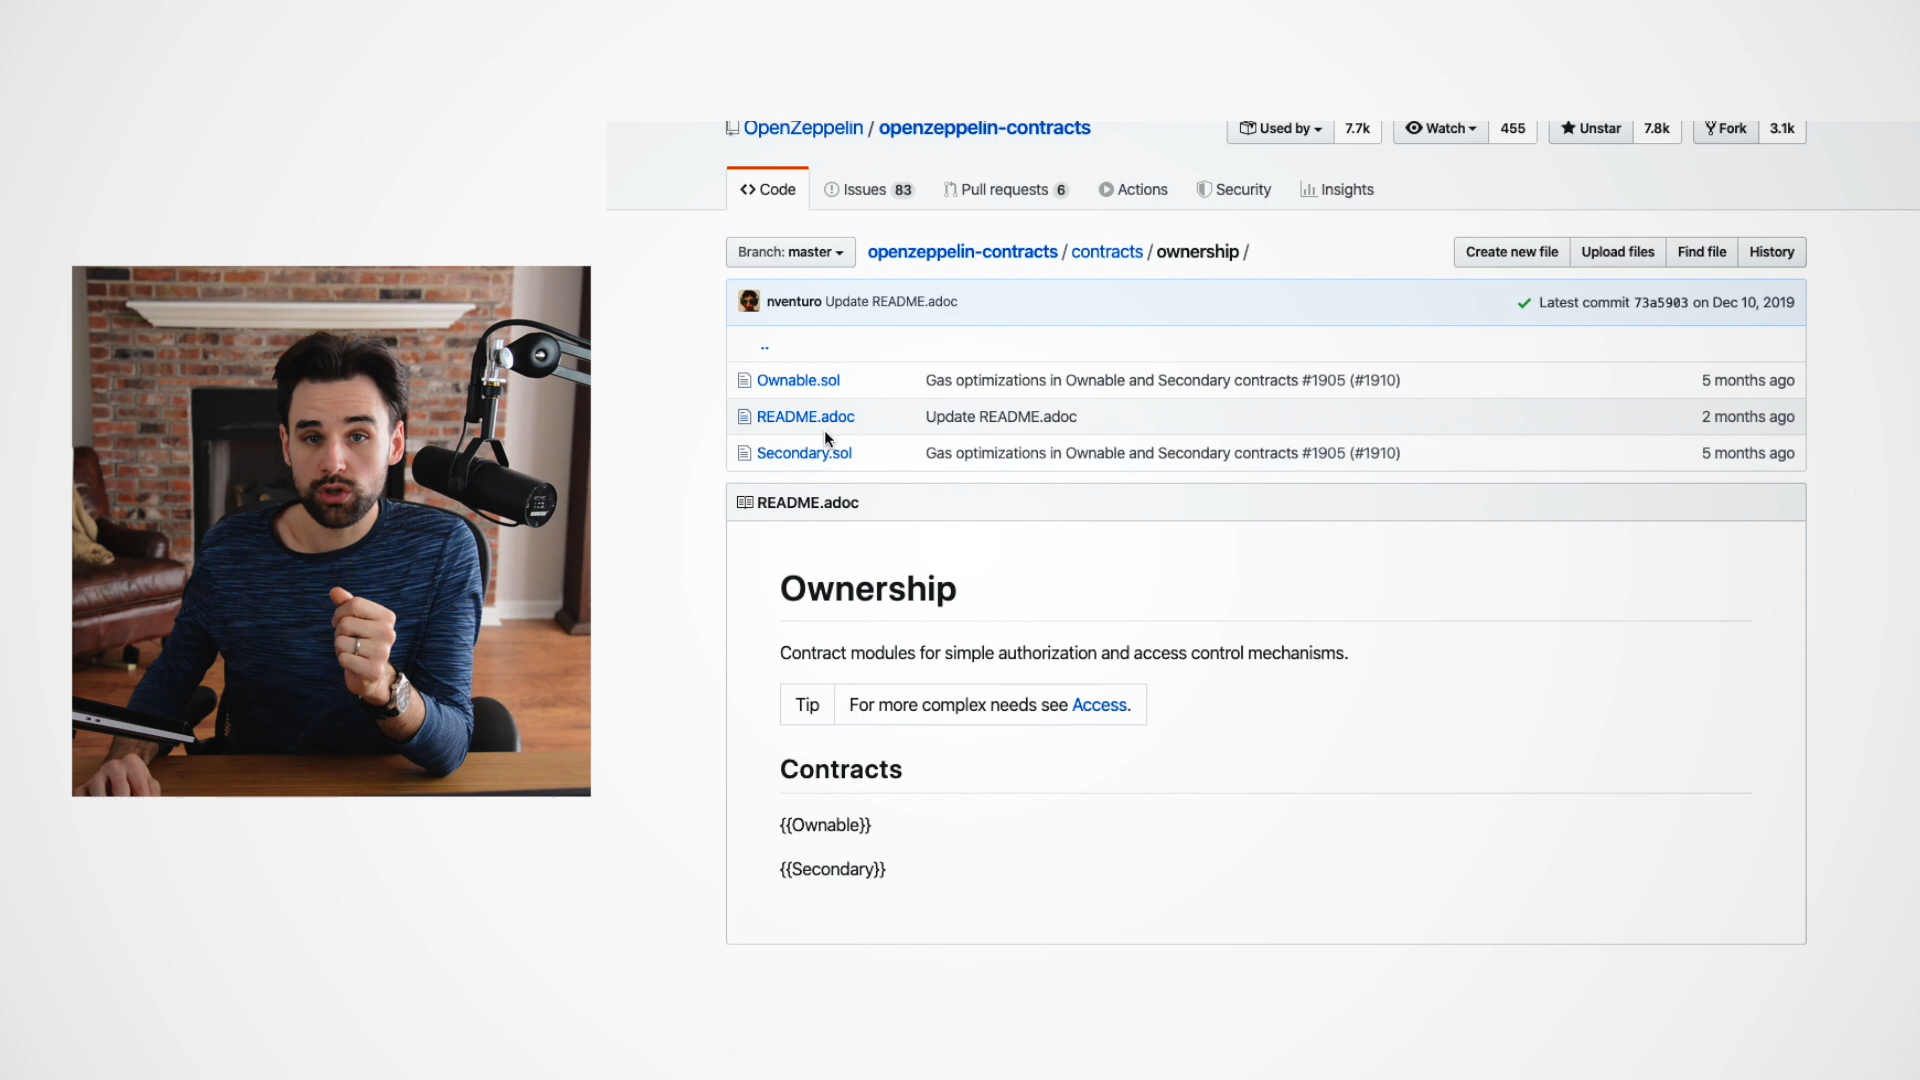 OpenZeppelin / openzeppelin-contracts
Used by 7.7k Watch 455 Unstar 7.8k Fork 3.1k
Code Issues 83 Pull requests 6 Actions Security Insights
Branch: master openzeppelin-contracts / contracts / ownership / Create new file Upload files Find file History
nventuro Update README.adoc Latest commit 73a5903 on Dec 10, 2019
..
Ownable.sol Gas optimizations in Ownable and Secondary contracts #1905 (#1910) 5 months ago
README.adoc Update README.adoc 2 months ago
Secondary.sol Gas optimizations in Ownable and Secondary contracts #1905 (#1910) 5 months ago
README.adoc
Ownership
Contract modules for simple authorization and access control mechanisms.
Tip For more complex needs see Access.
Contracts
{{Ownable}}
{{Secondary}}